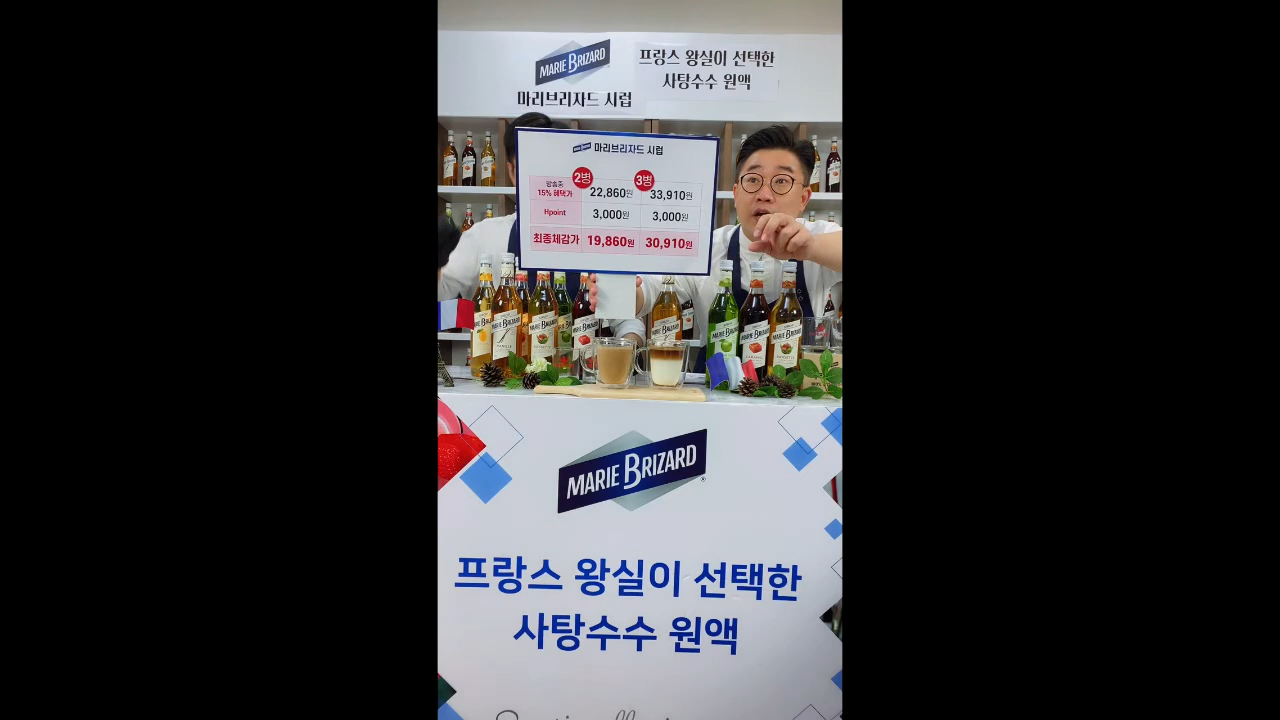 MARIE BRIZARD
마리브리자드 시럽
프랑스 왕실이 선택한
사탕수수 원액
마리브리자드 시럽
2병 3병
방송중
15% 혜택가 22,860원 33,910원
Hpoint 3,000원 3,000원
최종체감가 19,860원 30,910원
MARIE BRIZARD
프랑스 왕실이 선택한
사탕수수 원액